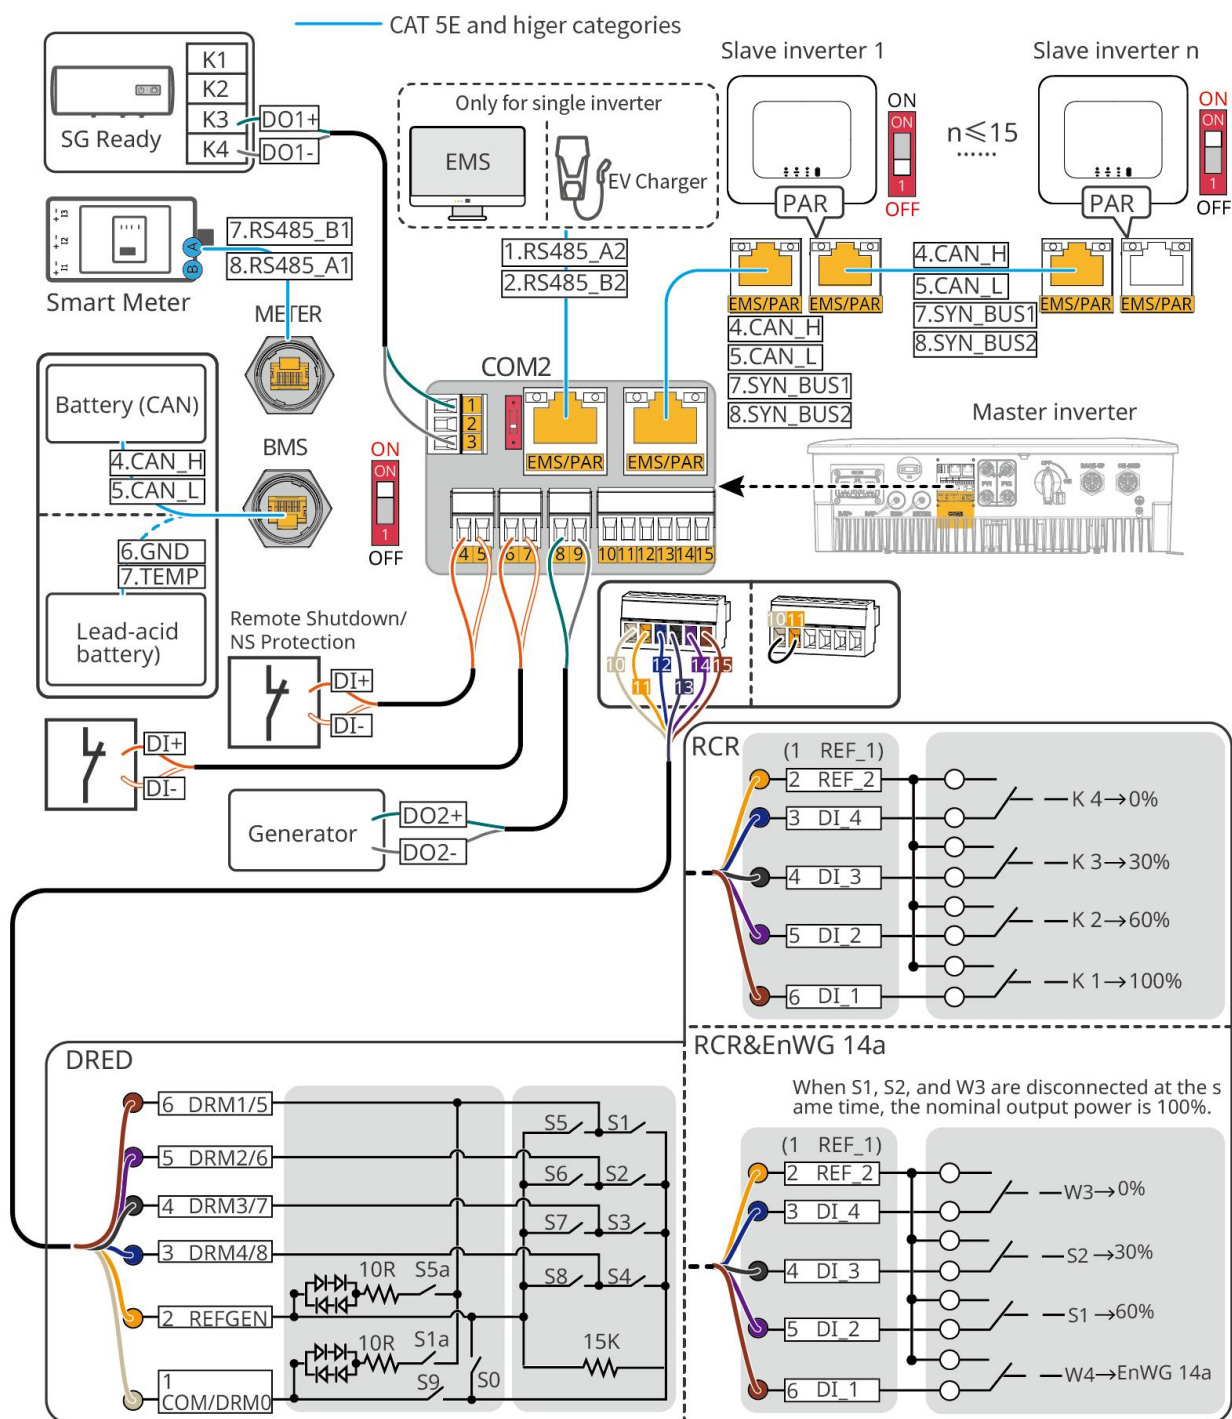 CAT 5E and higer categories
K1
K2
K3
K4
SG Ready
DO1+
DO1-
Only for single inverter
EMS
EV Charger
1.RS485_A2
2.RS485_B2
Slave inverter 1
Slave inverter n
ON
ON
1
OFF
n≤15
......
ON
ON
1
OFF
PAR
PAR
EMS/PAR
EMS/PAR
EMS/PAR
EMS/PAR
4.CAN_H
5.CAN_L
7.SYN_BUS1
8.SYN_BUS2
4.CAN_H
5.CAN_L
7.SYN_BUS1
8.SYN_BUS2
I3
I2
I1
A
B
Smart Meter
7.RS485_B1
8.RS485_A1
METER
Battery (CAN)
4.CAN_H
5.CAN_L
BMS
6.GND
7.TEMP
Lead-acid
battery)
ON
ON
1
OFF
COM2
1
2
3
EMS/PAR
EMS/PAR
4 5 6 7 8 9 10 11 12 13 14 15
Master inverter
Remote Shutdown/
NS Protection
DI+
DI-
DI+
DI-
Generator
DO2+
DO2-
10
11
12
13
14
15
10 11
RCR
(1 REF_1)
2 REF_2
3 DI_4
4 DI_3
5 DI_2
6 DI_1
K 4→0%
K 3→30%
K 2→60%
K 1→100%
RCR&EnWG 14a
When S1, S2, and W3 are disconnected at the s
ame time, the nominal output power is 100%.
(1 REF_1)
2 REF_2
3 DI_4
4 DI_3
5 DI_2
6 DI_1
W3→0%
S2→30%
S1→60%
W4→EnWG 14a
DRED
6 DRM1/5
5 DRM2/6
4 DRM3/7
3 DRM4/8
2 REFGEN
1
COM/DRM0
10R
S5a
10R
S1a
S9
S0
S5
S1
S6
S2
S7
S3
S8
S4
15K